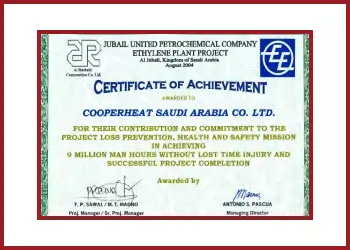 JUBAIL UNITED PETROCHEMICAL COMPANY
ETHYLENE PLANT PROJECT
Al Jubail, Kingdom of Saudi Arabia
August 2004
Construction Co. Ltd.
CERTIFICATE OF ACHIEVEMENT
AWARDED TO
COOPERHEAT SAUDI ARABIA CO. LTD.
FOR THEIR CONTRIBUTION AND COMMITMENT TO THE
PROJECT LOSS PREVENTION, HEALTH AND SAFETY MISSION
IN ACHIEVING
9 MILLION MAN HOURS WITHOUT LOST TIME INJURY AND
SUCCESSFUL PROJECT COMPLETION
Awarded by
F. P. SAWAL / M. T. MAGNO
Proj. Manager / Sr. Proj. Manager
ANTONIO S. PASCUA
Managing Director